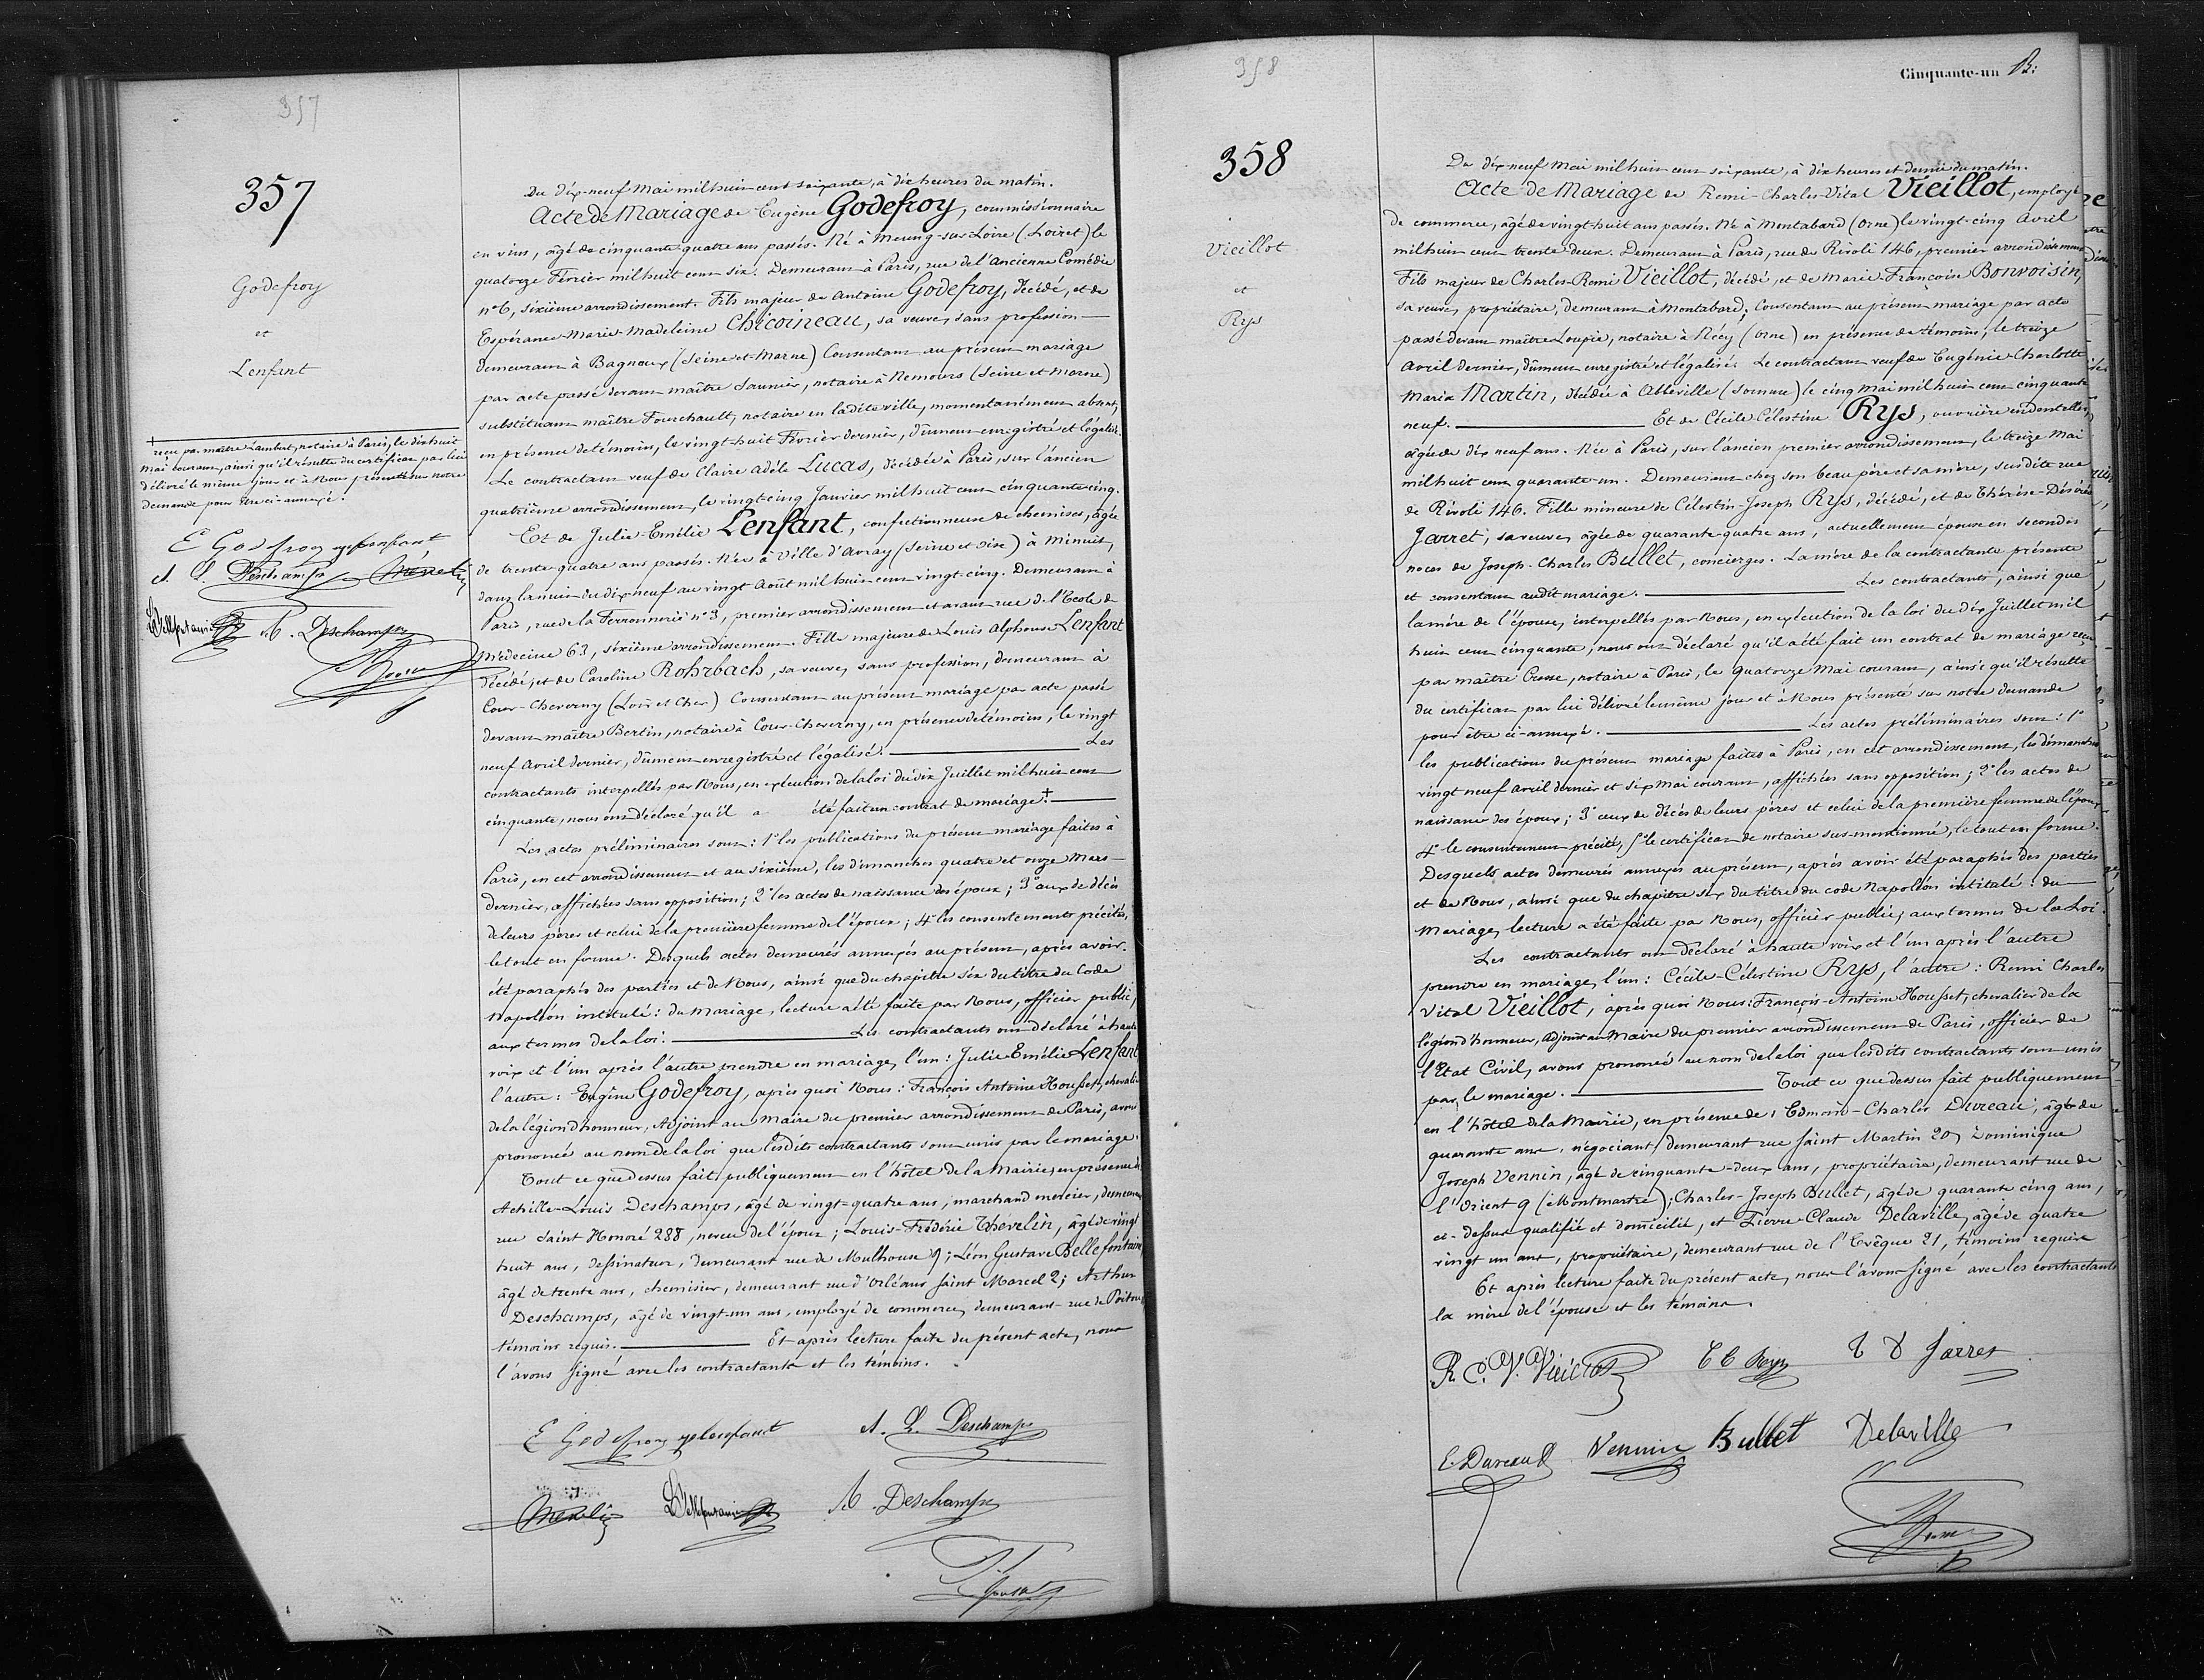 357
357
Godefroy
et
Lenfant
reçu par maître Lambert, notaire à Paris, le dix huit
mai courant, ainsi qu'il résulte du certificat par lui
délivré le même jour et à Nous présenté sur notre
demande pour être ci-annexé.
E Godefroy je Lenfant
A. L. Deschamps
A. Deschamps
Du dix-neuf Mai mil huit cent soixante, à dix heures du matin.
Acte de Mariage de Eugène Godefroy, commissionnaire
en vins, âgé de cinquante quatre ans passés. Né à Meung-sur-Loire (Loiret) le
quatorze Février mil huit cent six. Demeurant à Paris, rue de l'Ancienne Comédie
n° 6, sixième arrondissement. Fils majeur de Antoine Godefroy, décédé, et de
Espérance Marie-Madeleine Chicoineau, sa veuve, sans profession
demeurant à Bagneaux (Seine-et-Marne) Consentant au présent mariage
par acte passé devant maître Saunier, notaire à Nemours (Seine et Marne)
substituant maître Fouchault, notaire en ladite ville, momentanément absent,
en présence de témoins, le vingt-huit Février dernier, dûment enregistré et légalisé.
Le contractant veuf de Claire Adèle Lucas, décédée à Paris, sur l'ancien
quatrième arrondissement, le vingt-cinq Janvier mil huit cent cinquante-cinq.
Et de Julie-Emélie Lenfant, confectionneuse de chemises, âgée
de trente-quatre ans passés. Née à Ville d'Avray (Seine et Oise) à Minuit,
dans la nuit du dix neuf au vingt Août mil huit cent vingt-cinq. Demeurant à
Paris, rue de la Ferronnerie n° 3, premier arrondissement et avant rue de l'Ecole de
Médecine 63, sixième arrondissement. Fille majeure de Louis Alphonse Lenfant
décédé, et de Caroline Rohrbach, sa veuve, sans profession, demeurant à
Cour-Cheverny (Loir et Cher) Consentant au présent mariage par acte passé
devant maître Bertin, notaire à Cour-Cheverny, en présence de témoins, le vingt
neuf Avril dernier, dûment enregistré et légalisé. Les
contractants interpellés par Nous, en exécution de la loi du dix Juillet mil huit cent
cinquante, nous ont déclaré qu'il a été fait un contrat de mariage.+
Les actes préliminaires sont: 1° les publications du présent mariage faites à
Paris, en cet arrondissement et au sixième, les dimanches quatre et onze Mars
dernier, affichées sans opposition; 2° les actes de naissance des époux; 3° ceux de décès
de leurs pères et celui de la première femme de l'époux; 4° les consentements précités,
le tout en forme. Desquels actes demeurés annexés au présent, après avoir
été paraphés des parties et de Nous, ainsi que du chapitre six du titre du Code
Napoléon intitulé: du Mariage, lecture a été faite par Nous, officier public,
aux termes de la loi. Les contractants ont déclaré à haute
voix et l'un après l'autre prendre en mariage, l'un: Julie Emélie Lenfant
l'autre: Eugène Godefroy, après quoi Nous: François Antoine Housset, chevalier
de la légion d'honneur, Adjoint au Maire du premier arrondissement de Paris, avons
prononcé au nom de la loi que lesdits contractants sont unis par le mariage.
Tout ce que dessus fait publiquement en l'hôtel de la Mairie, en présence de
Achille-Louis Deschamps, âgé de vingt-quatre ans, marchand mercier, demeurant
rue Saint Honoré 288, neveu de l'époux; Louis-Frédéric Thévelin, âgé de vingt
huit ans, dessinateur, demeurant rue de Mulhouse 9; Léon Gustave Bellefontaine
âgé de trente ans, chemisier, demeurant rue d'Orléans Saint Marcel 2; Arthur
Deschamps, âgé de vingt-un ans, employé de commerce, demeurant rue de Poitou
témoins requis. Et après lecture faite du présent acte, nous
l'avons signé avec les contractants et les témoins.
E Godefroy je Lenfant A. L. Deschamps
Bellefontaine A. Deschamps
358
Cinquante-un
358
Vieillot
et
Rys
Du dix-neuf Mai mil huit cent soixante, à dix heures et demie du matin.
Acte de Mariage de Remi-Charles-Vital Vieillot, employé
de commerce, âgé de vingt-huit ans passés. Né à Montabard (Orne) le vingt-cinq Avril
mil huit cent trente deux. Demeurant à Paris, rue de Rivoli 146, premier arrondissement
Fils majeur de Charles-Remi Vieillot, décédé, et de Marie-Françoise Bonvoisin,
sa veuve, propriétaire, demeurant à Montabard; Consentant au présent mariage par acte
passé devant maître Loupie, notaire à Nécy (Orne) en présence de témoins, le treize
Avril dernier, dûment enregistré et légalisé. Le contractant veuf de Eugénie Charlotte
Marie Martin, décédée à Abbeville (Somme) le cinq Mai mil huit cent cinquante
neuf. Et de Cécile Célestine Rys, ouvrière en dentelles,
âgée de dix neuf ans. Née à Paris, sur l'ancien premier arrondissement, le treize Mai
mil huit cent quarante-un. Demeurant chez son beau père et sa mère, susdite rue
de Rivoli 146. Fille mineure de Célestin-Joseph Rys, décédé, et de Thérèse-Désirée
Jarret, sa veuve, âgée de quarante-quatre ans, actuellement épouse en secondes
noces de Joseph-Charles Bullet, concierge. La mère de la contractante présente
et consentant audit mariage. Les contractants, ainsi que
la mère de l'épouse, interpellés par Nous, en exécution de la loi du dix Juillet mil
huit cent cinquante, nous ont déclaré qu'il a été fait un contrat de mariage reçu
par maître Crosse, notaire à Paris, le quatorze Mai courant, ainsi qu'il résulte
du certificat par lui délivré le même jour et à Nous présenté sur notre demande
pour être ci-annexé. Les actes préliminaires sont: 1°
les publications du présent mariage faites à Paris, en cet arrondissement, les dimanches
vingt neuf Avril dernier et six Mai courant, affichées sans opposition; 2° les actes de
naissance des époux; 3° ceux de décès de leurs pères et celui de la première femme de l'époux
4° le consentement précité, 5° le certificat de notaire sus-mentionné, le tout en forme.
Desquels actes demeurés annexés au présent, après avoir été paraphés des parties
et de Nous, ainsi que du chapitre six du titre du code Napoléon intitulé: du
Mariage, lecture a été faite par Nous, officier public, aux termes de la Loi.
Les contractants ont déclaré à haute voix et l'un après l'autre
prendre en mariage, l'un: Cécile-Célestine Rys, l'autre: Remi Charles
Vital Vieillot, après quoi Nous: François-Antoine Housset, chevalier de la
légion d'honneur, Adjoint au Maire du premier arrondissement de Paris, officier de
l'Etat Civil, avons prononcé au nom de la loi que lesdits contractants sont unis
par le mariage. Tout ce que dessus fait publiquement
en l'hôtel de la Mairie, en présence de: Edmond-Charles Dureau, âgé de
quarante ans, négociant, demeurant rue Saint Martin 20, Dominique
Joseph Vennin, âgé de cinquante-deux ans, propriétaire, demeurant rue de
l'Orient 9 (Montmartre); Charles-Joseph Bullet, âgé de quarante cinq ans,
ci-dessus qualifié et domicilié, et Pierre-Claude Delaville, âgé de quatre
vingt un ans, propriétaire, demeurant rue de l'Evêque 21, témoins requis
Et après lecture faite du présent acte, nous l'avons signé avec les contractants
la mère de l'épouse et les témoins.
R. C. V. Vieillot C C Rys T D Jarret
E. Dureau Vennin Bullet Delaville